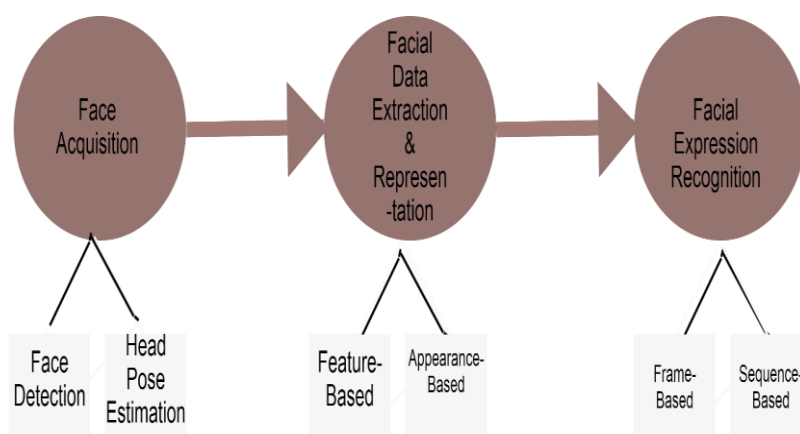 Face
Acquisition
Facial
Data
Extraction
&
Represen
-tation
Facial
Expression
Recognition
Face
Detection
Head
Pose
Estimation
Feature-
Based
Appearance-
Based
Frame-
Based
Sequence-
Based